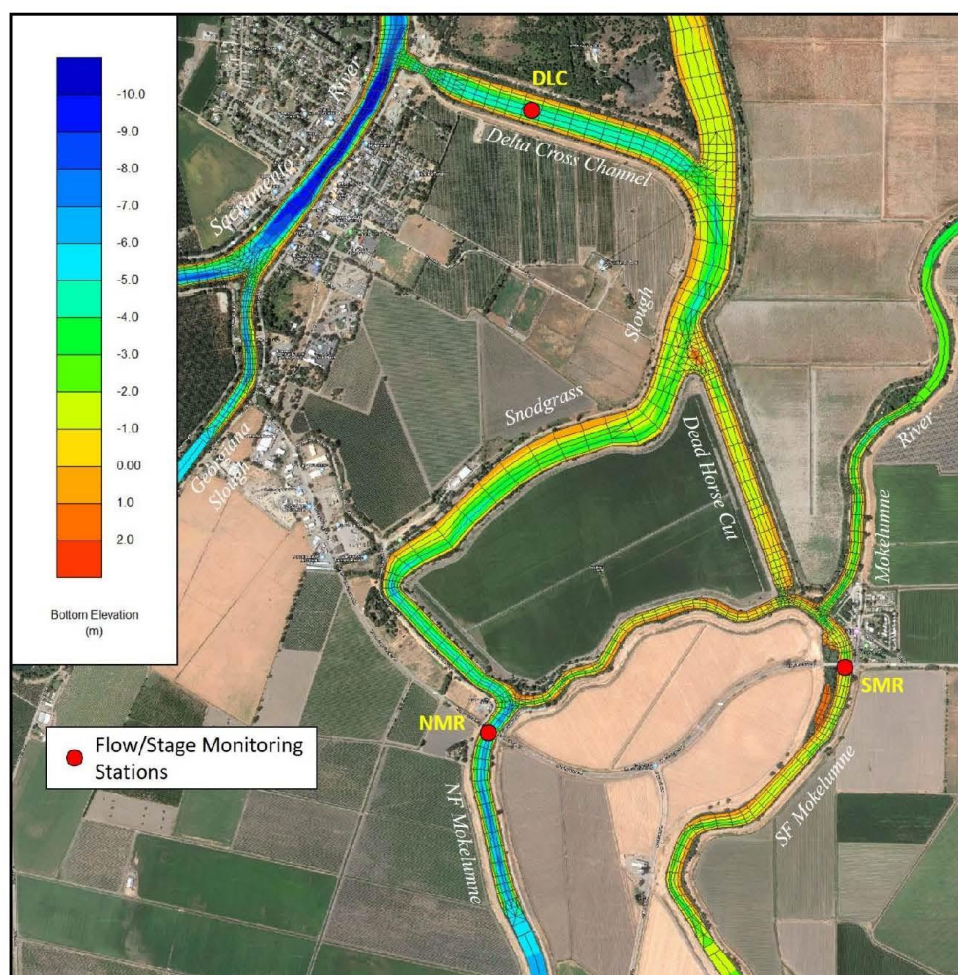 -10.0
-9.0
-8.0
-7.0
-6.0
-5.0
-4.0
-3.0
-2.0
-1.0
0.00
1.0
2.0
Bottom Elevation
(m)
Sacramento River
DLC
Delta Cross Channel
Slough
Snodgrass
Georgiana
Slough
Dead Horse Cut
River
Mokelumne
SMR
NMR
NF Mokelumne
SF Mokelumne
Flow/Stage Monitoring
Stations